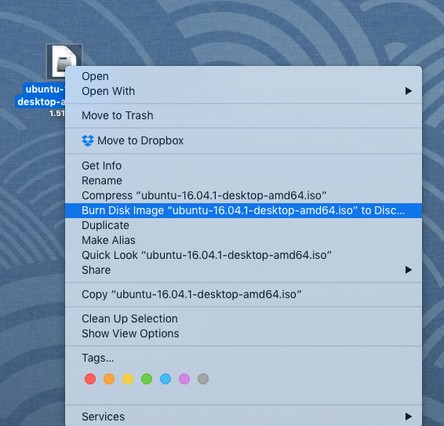 ubuntu-
desktop-a
1.51
Open
Open With
Move to Trash
Move to Dropbox
Get Info
Rename
Compress “ubuntu-16.04.1-desktop-amd64.iso”
Burn Disk Image “ubuntu-16.04.1-desktop-amd64.iso” to Disc...
Duplicate
Make Alias
Quick Look “ubuntu-16.04.1-desktop-amd64.iso”
Share
Copy “ubuntu-16.04.1-desktop-amd64.iso”
Clean Up Selection
Show View Options
Tags...
Services